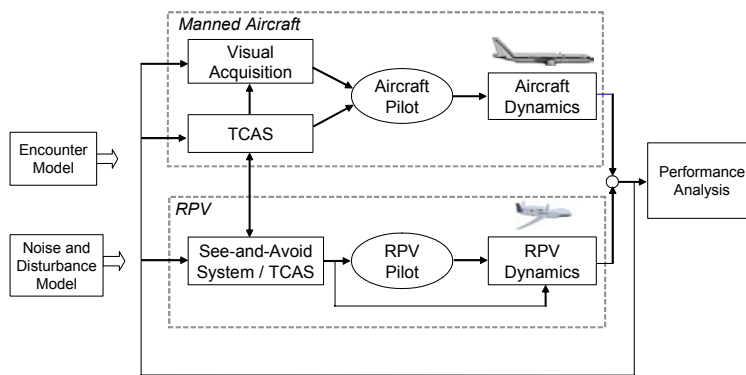 Manned Aircraft
Visual
Acquisition
Aircraft
Pilot
Aircraft
Dynamics
TCAS
Encounter
Model
Performance
Analysis
RPV
Noise and
Disturbance
Model
See-and-Avoid
System / TCAS
RPV
Pilot
RPV
Dynamics